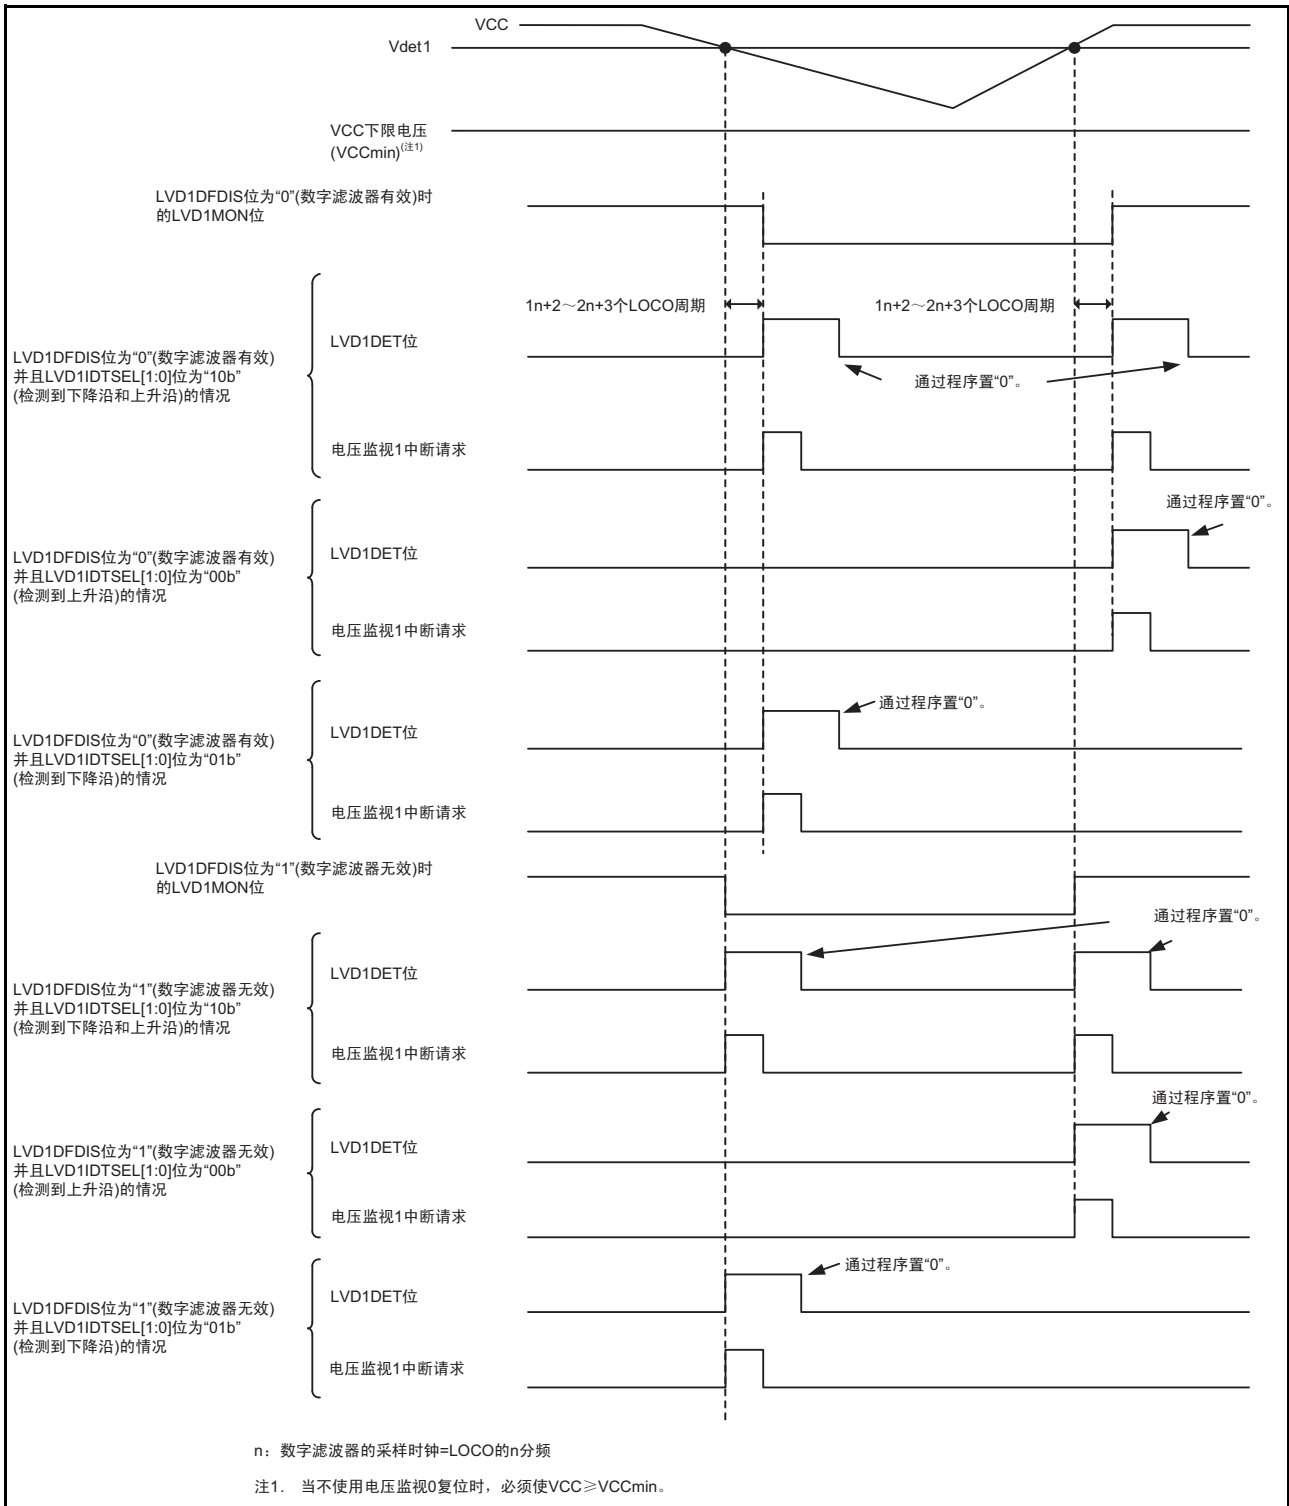 VCC
Vdet1
VCC下限电压
(VCCmin)(注1)
LVD1DFDIS位为“0”(数字滤波器有效)时
的LVD1MON位
1n+2～2n+3个LOCO周期
1n+2～2n+3个LOCO周期
LVD1DET位
LVD1DFDIS位为“0”(数字滤波器有效)
并且LVD1IDTSEL[1:0]位为“10b”
(检测到下降沿和上升沿)的情况
通过程序置“0”。
电压监视1中断请求
通过程序置“0”。
LVD1DET位
LVD1DFDIS位为“0”(数字滤波器有效)
并且LVD1IDTSEL[1:0]位为“00b”
(检测到上升沿)的情况
电压监视1中断请求
通过程序置“0”。
LVD1DET位
LVD1DFDIS位为“0”(数字滤波器有效)
并且LVD1IDTSEL[1:0]位为“01b”
(检测到下降沿)的情况
电压监视1中断请求
LVD1DFDIS位为“1”(数字滤波器无效)时
的LVD1MON位
通过程序置“0”。
LVD1DET位
LVD1DFDIS位为“1”(数字滤波器无效)
并且LVD1IDTSEL[1:0]位为“10b”
(检测到下降沿和上升沿)的情况
电压监视1中断请求
通过程序置“0”。
LVD1DET位
LVD1DFDIS位为“1”(数字滤波器无效)
并且LVD1IDTSEL[1:0]位为“00b”
(检测到上升沿)的情况
电压监视1中断请求
通过程序置“0”。
LVD1DET位
LVD1DFDIS位为“1”(数字滤波器无效)
并且LVD1IDTSEL[1:0]位为“01b”
(检测到下降沿)的情况
电压监视1中断请求
n：数字滤波器的采样时钟=LOCO的n分频
注1. 当不使用电压监视0复位时，必须使VCC≥VCCmin。